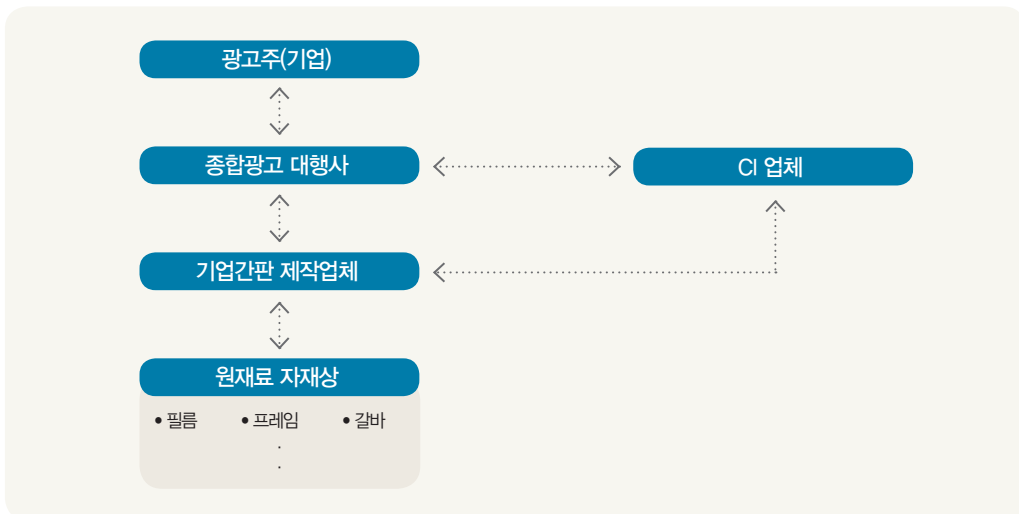 광고주(기업)
종합광고 대행사
CI 업체
기업간판 제작업체
원재료 자재상
• 필름 • 프레임 • 갈바
·
·